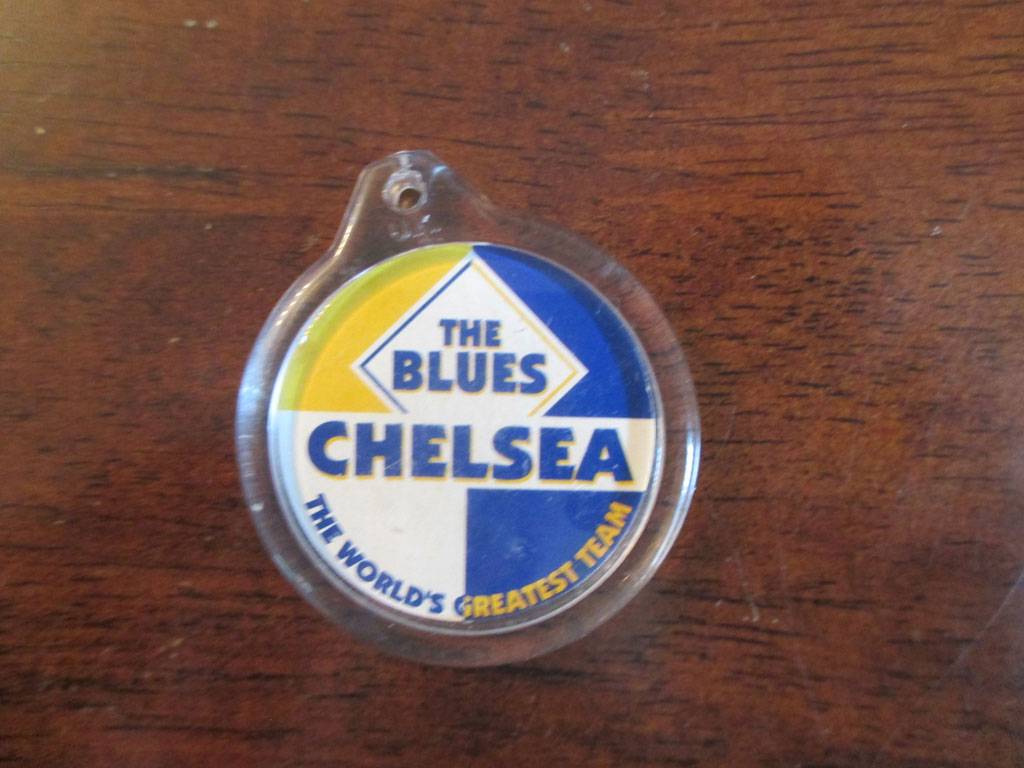 THE
BLUES
CHELSEA
THE WORLD'S GREATEST TEAM